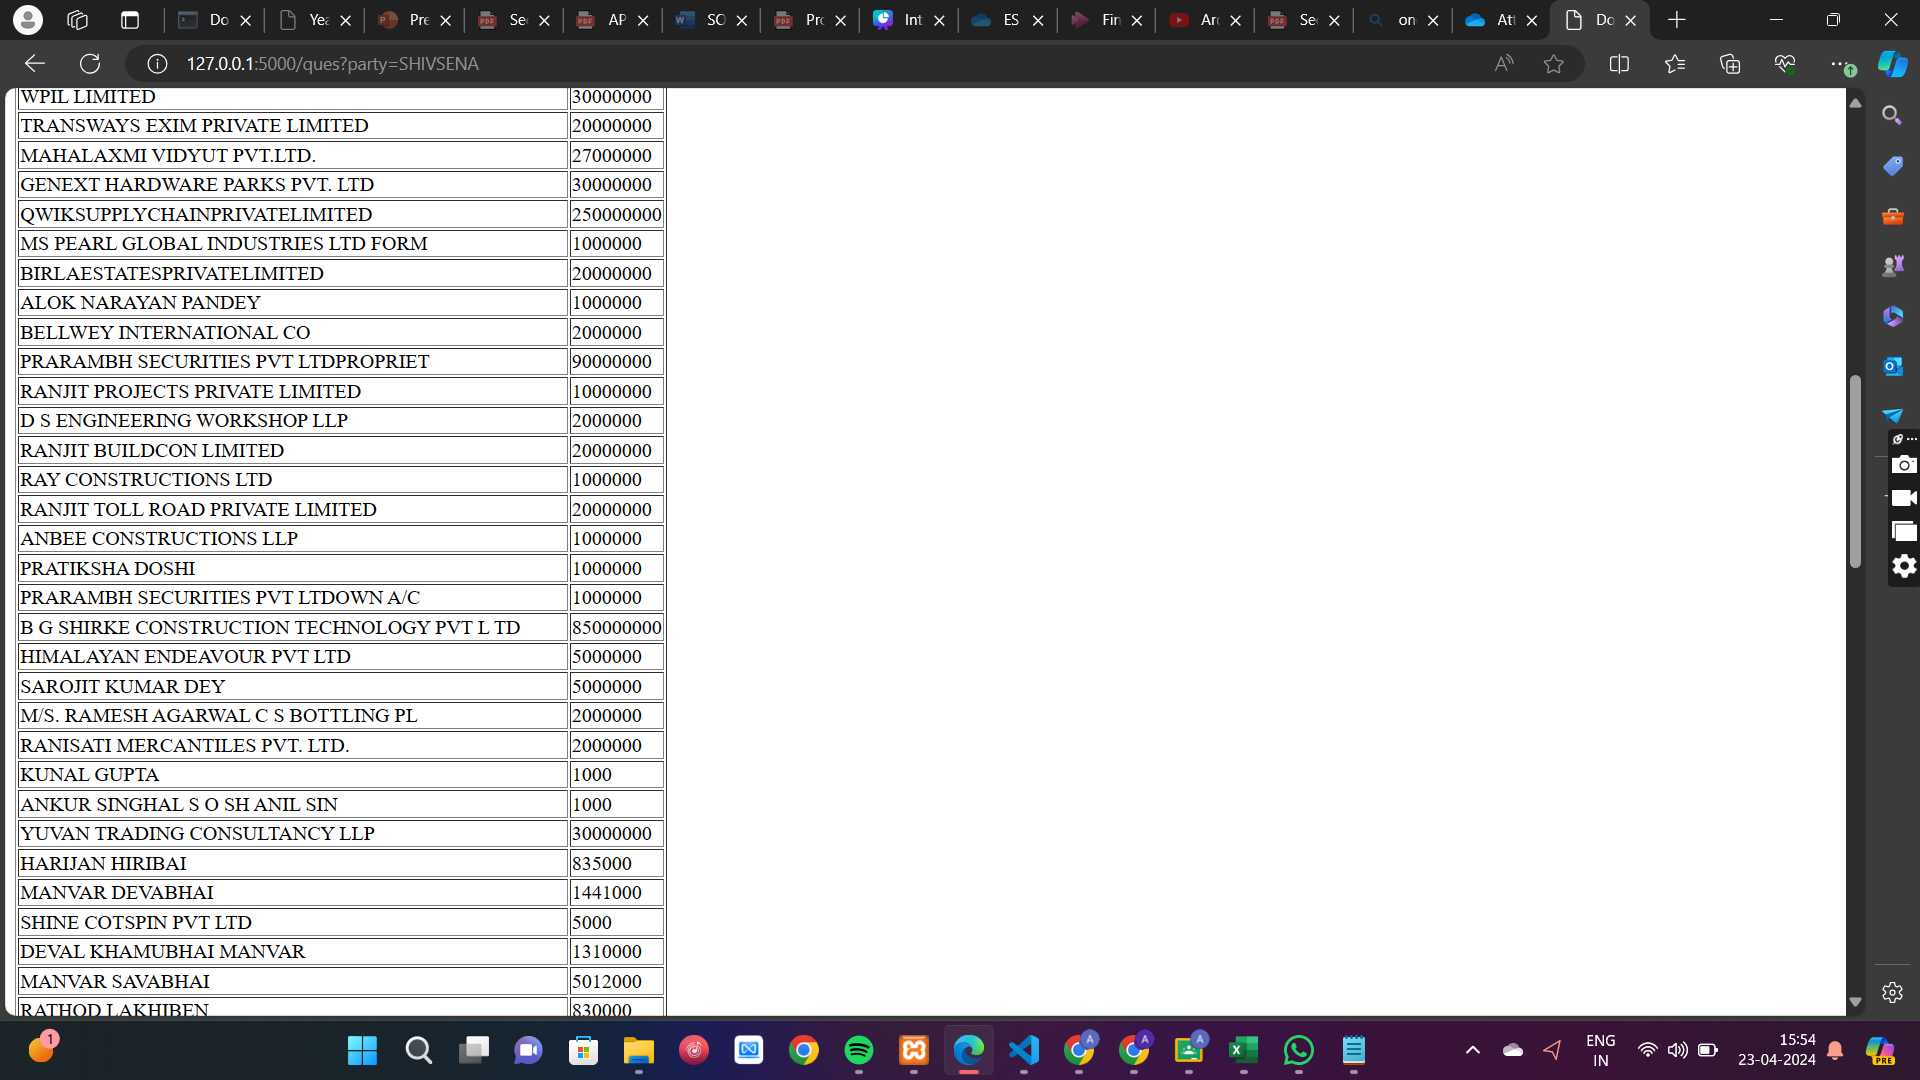 Do
Yea
Pre
Sec
AP
SO
Pro
Int
ES
Fin
Arc
Sec
on
Att
Do
127.0.0.1:5000/ques?party=SHIVSENA
WPIL LIMITED 30000000
TRANSWAYS EXIM PRIVATE LIMITED 20000000
MAHALAXMI VIDYUT PVT.LTD. 27000000
GENEXT HARDWARE PARKS PVT. LTD 30000000
QWIKSUPPLYCHAINPRIVATELIMITED 250000000
MS PEARL GLOBAL INDUSTRIES LTD FORM 1000000
BIRLAESTATESPRIVATELIMITED 20000000
ALOK NARAYAN PANDEY 1000000
BELLWEY INTERNATIONAL CO 2000000
PRARAMBH SECURITIES PVT LTDPROPRIET 90000000
RANJIT PROJECTS PRIVATE LIMITED 10000000
D S ENGINEERING WORKSHOP LLP 2000000
RANJIT BUILDCON LIMITED 20000000
RAY CONSTRUCTIONS LTD 1000000
RANJIT TOLL ROAD PRIVATE LIMITED 20000000
ANBEE CONSTRUCTIONS LLP 1000000
PRATIKSHA DOSHI 1000000
PRARAMBH SECURITIES PVT LTDOWN A/C 1000000
B G SHIRKE CONSTRUCTION TECHNOLOGY PVT L TD 850000000
HIMALAYAN ENDEAVOUR PVT LTD 5000000
SAROJIT KUMAR DEY 5000000
M/S. RAMESH AGARWAL C S BOTTLING PL 2000000
RANISATI MERCANTILES PVT. LTD. 2000000
KUNAL GUPTA 1000
ANKUR SINGHAL S O SH ANIL SIN 1000
YUVAN TRADING CONSULTANCY LLP 30000000
HARIJAN HIRIBAI 835000
MANVAR DEVABHAI 1441000
SHINE COTSPIN PVT LTD 5000
DEVAL KHAMUBHAI MANVAR 1310000
MANVAR SAVABHAI 5012000
RATHOD LAKHIBEN 830000
1
ENG
IN
15:54
23-04-2024
PRE